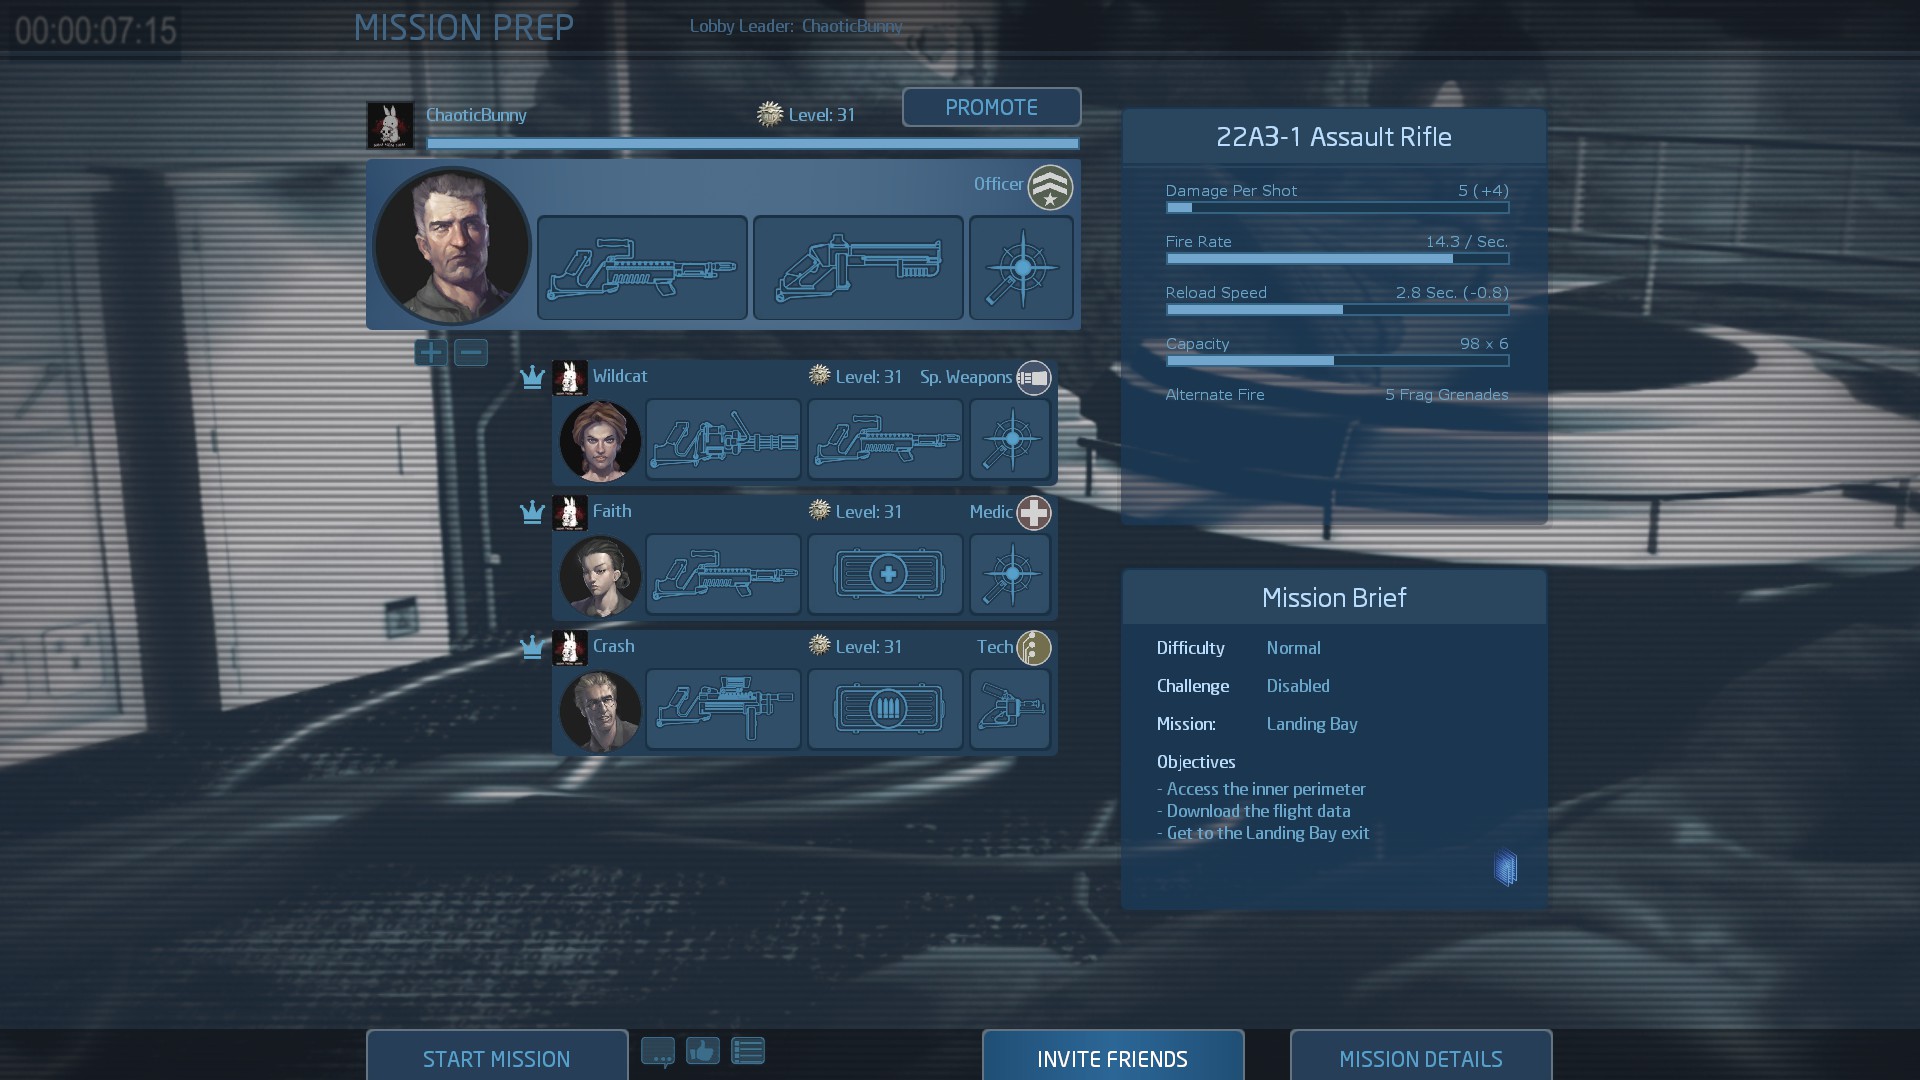 00:00:07:15
MISSION PREP
Lobby Leader: ChaoticBunny
ChaoticBunny
Level: 31
PROMOTE
Officer
Wildcat
Level: 31
Sp. Weapons
Faith
Level: 31
Medic
Crash
Level: 31
Tech
22A3-1 Assault Rifle
Damage Per Shot 5 (+4)
Fire Rate 14.3 / Sec.
Reload Speed 2.8 Sec. (-0.8)
Capacity 98 x 6
Alternate Fire 5 Frag Grenades
Mission Brief
Difficulty Normal
Challenge Disabled
Mission: Landing Bay
Objectives
- Access the inner perimeter
- Download the flight data
- Get to the Landing Bay exit
START MISSION
INVITE FRIENDS
MISSION DETAILS